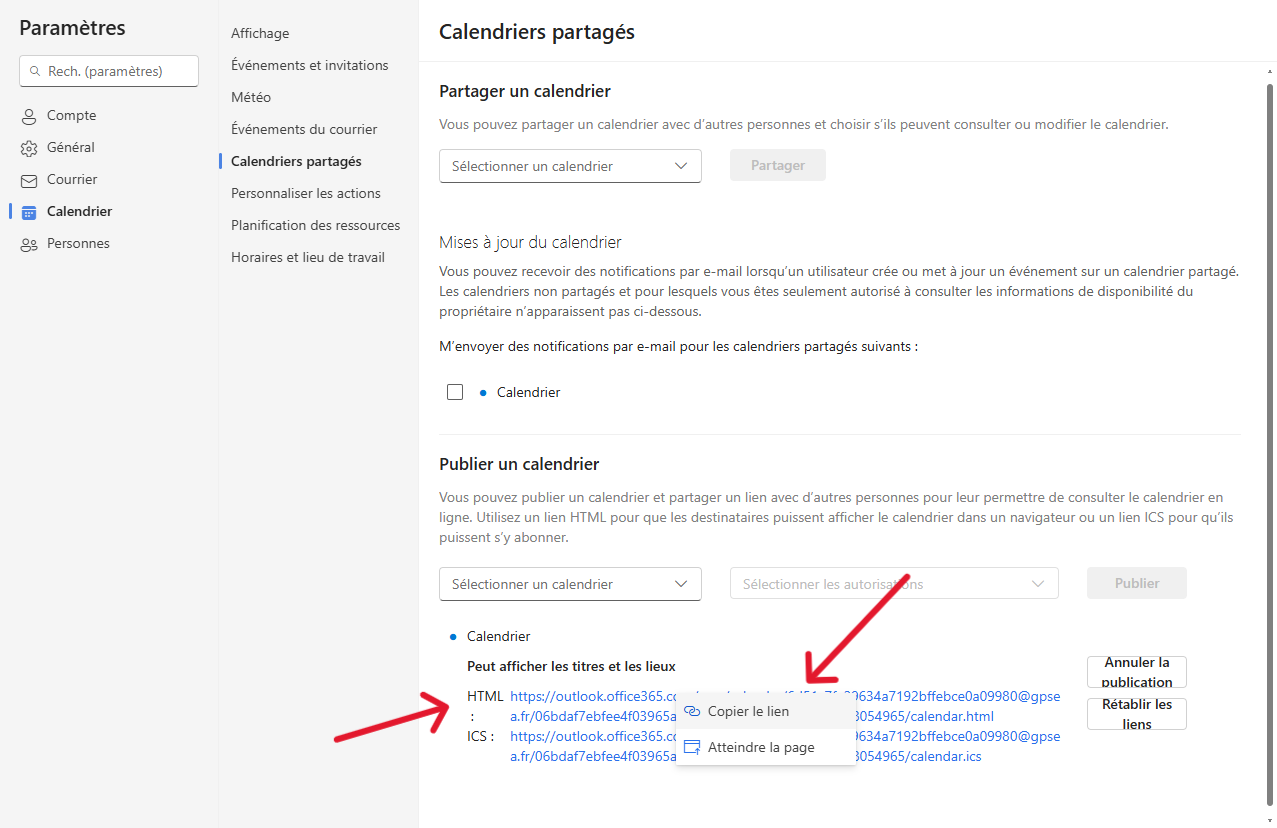 Paramètres
Rech. (paramètres)
Compte
Général
Courrier
Calendrier
Personnes
Affichage
Événements et invitations
Météo
Événements du courrier
Calendriers partagés
Personnaliser les actions
Planification des ressources
Horaires et lieu de travail
Calendriers partagés
Partager un calendrier
Vous pouvez partager un calendrier avec d’autres personnes et choisir s’ils peuvent consulter ou modifier le calendrier.
Sélectionner un calendrier
Partager
Mises à jour du calendrier
Vous pouvez recevoir des notifications par e-mail lorsqu’un utilisateur crée ou met à jour un événement sur un calendrier partagé.
Les calendriers non partagés et pour lesquels vous êtes seulement autorisé à consulter les informations de disponibilité du
propriétaire n’apparaissent pas ci-dessous.
M’envoyer des notifications par e-mail pour les calendriers partagés suivants :
Calendrier
Publier un calendrier
Vous pouvez publier un calendrier et partager un lien avec d’autres personnes pour leur permettre de consulter le calendrier en
ligne. Utilisez un lien HTML pour que les destinataires puissent afficher le calendrier dans un navigateur ou un lien ICS pour qu’ils
puissent s’y abonner.
Sélectionner un calendrier
Sélectionner les autorisations
Publier
Calendrier
Peut afficher les titres et les lieux
Annuler la
publication
HTML
:
https://outlook.office365.co 9634a7192bffebce0a09980@gpse
a.fr/06bdaf7ebfee4f03965a 3054965/calendar.html
Rétablir les
liens
ICS :
https://outlook.office365.co 9634a7192bffebce0a09980@gpse
a.fr/06bdaf7ebfee4f03965a 3054965/calendar.ics
Copier le lien
Atteindre la page